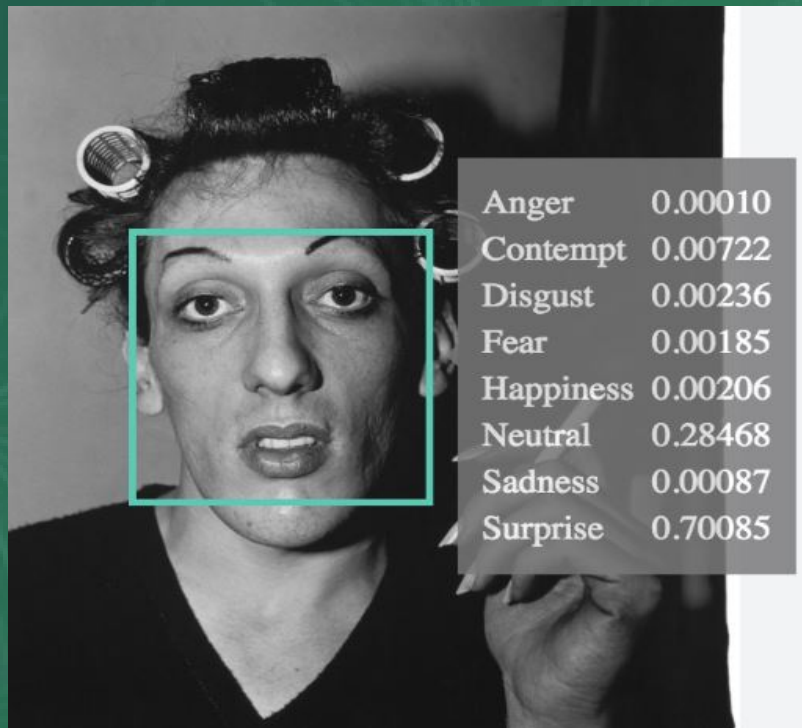 Anger 0.00010
Contempt 0.00722
Disgust 0.00236
Fear 0.00185
Happiness 0.00206
Neutral 0.28468
Sadness 0.00087
Surprise 0.70085